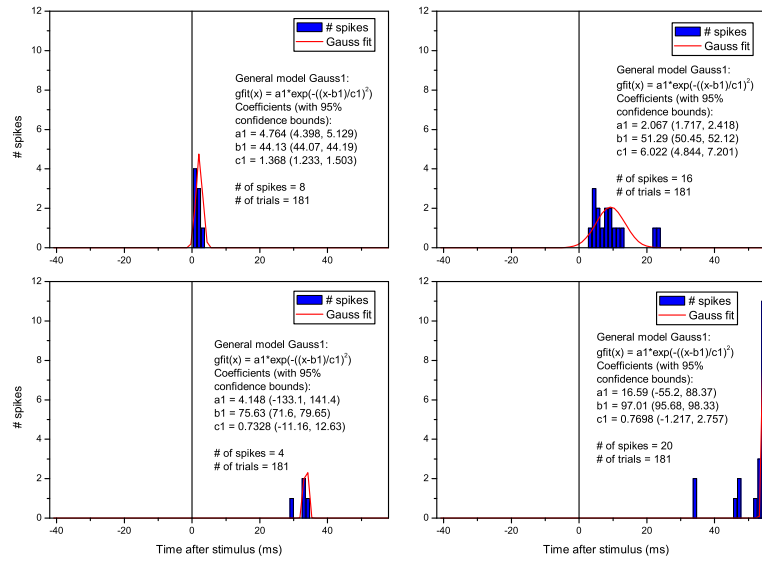 12
10
8
6
4
2
0
# spikes
-40
-20
0
20
40
# spikes
Gauss fit
General model Gauss1:
gfit(x) = a1*exp(-((x-b1)/c1)²)
Coefficients (with 95%
confidence bounds):
a1 = 4.764 (4.398, 5.129)
b1 = 44.13 (44.07, 44.19)
c1 = 1.368 (1.233, 1.503)
# of spikes = 8
# of trials = 181
12
10
8
6
4
2
0
-40
-20
0
20
40
# spikes
Gauss fit
General model Gauss1:
gfit(x) = a1*exp(-((x-b1)/c1)²)
Coefficients (with 95%
confidence bounds):
a1 = 2.067 (1.717, 2.418)
b1 = 51.29 (50.45, 52.12)
c1 = 6.022 (4.844, 7.201)
# of spikes = 16
# of trials = 181
12
10
8
6
4
2
0
# spikes
-40
-20
0
20
40
Time after stimulus (ms)
# spikes
Gauss fit
General model Gauss1:
gfit(x) = a1*exp(-((x-b1)/c1)²)
Coefficients (with 95%
confidence bounds):
a1 = 4.148 (-133.1, 141.4)
b1 = 75.63 (71.6, 79.65)
c1 = 0.7328 (-11.16, 12.63)
# of spikes = 4
# of trials = 181
12
10
8
6
4
2
0
-40
-20
0
20
40
Time after stimulus (ms)
# spikes
Gauss fit
General model Gauss1:
gfit(x) = a1*exp(-((x-b1)/c1)²)
Coefficients (with 95%
confidence bounds):
a1 = 16.59 (-55.2, 88.37)
b1 = 97.01 (95.68, 98.33)
c1 = 0.7698 (-1.217, 2.757)
# of spikes = 20
# of trials = 181